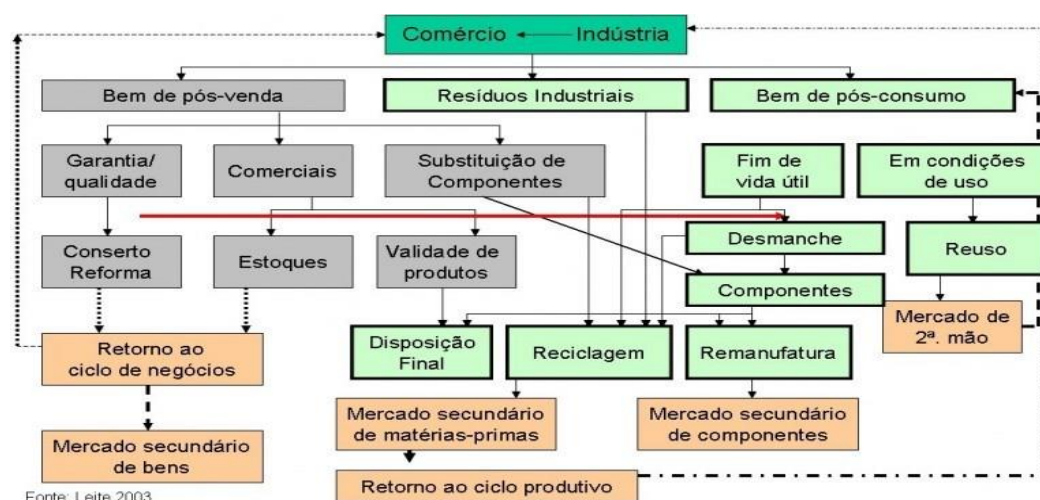 Comércio Indústria
Bem de pós-venda
Resíduos Industriais
Bem de pós-consumo
Garantia/
qualidade
Comerciais
Substituição de
Componentes
Fim de
vida útil
Em condições
de uso
Conserto
Reforma
Estoques
Validade de
produtos
Desmanche
Reuso
Componentes
Retorno ao
ciclo de negócios
Disposição
Final
Reciclagem
Remanufatura
Mercado de
2ª. mão
Mercado secundário
de bens
Mercado secundário
de matérias-primas
Mercado secundário
de componentes
Retorno ao ciclo produtivo
Fonte: Leite 2003